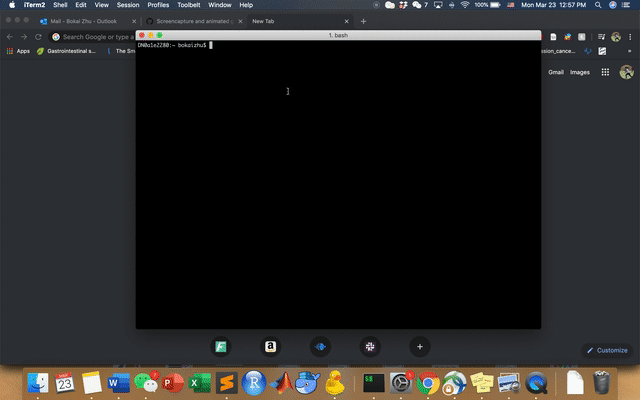 iTerm2 Shell Edit View Session Profiles Toolbelt Window Help 7 100% Mon Mar 23 12:57 PM
Mail - Bokai Zhu - Outlook Screencapture and animated g New Tab
Search Google or type a
Apps Gastrointestinal s The Sm ssion_cance...
1. bash
DN0a1e2Z80:~ bokaizhu$
Gmail Images
Customize
MAR
23